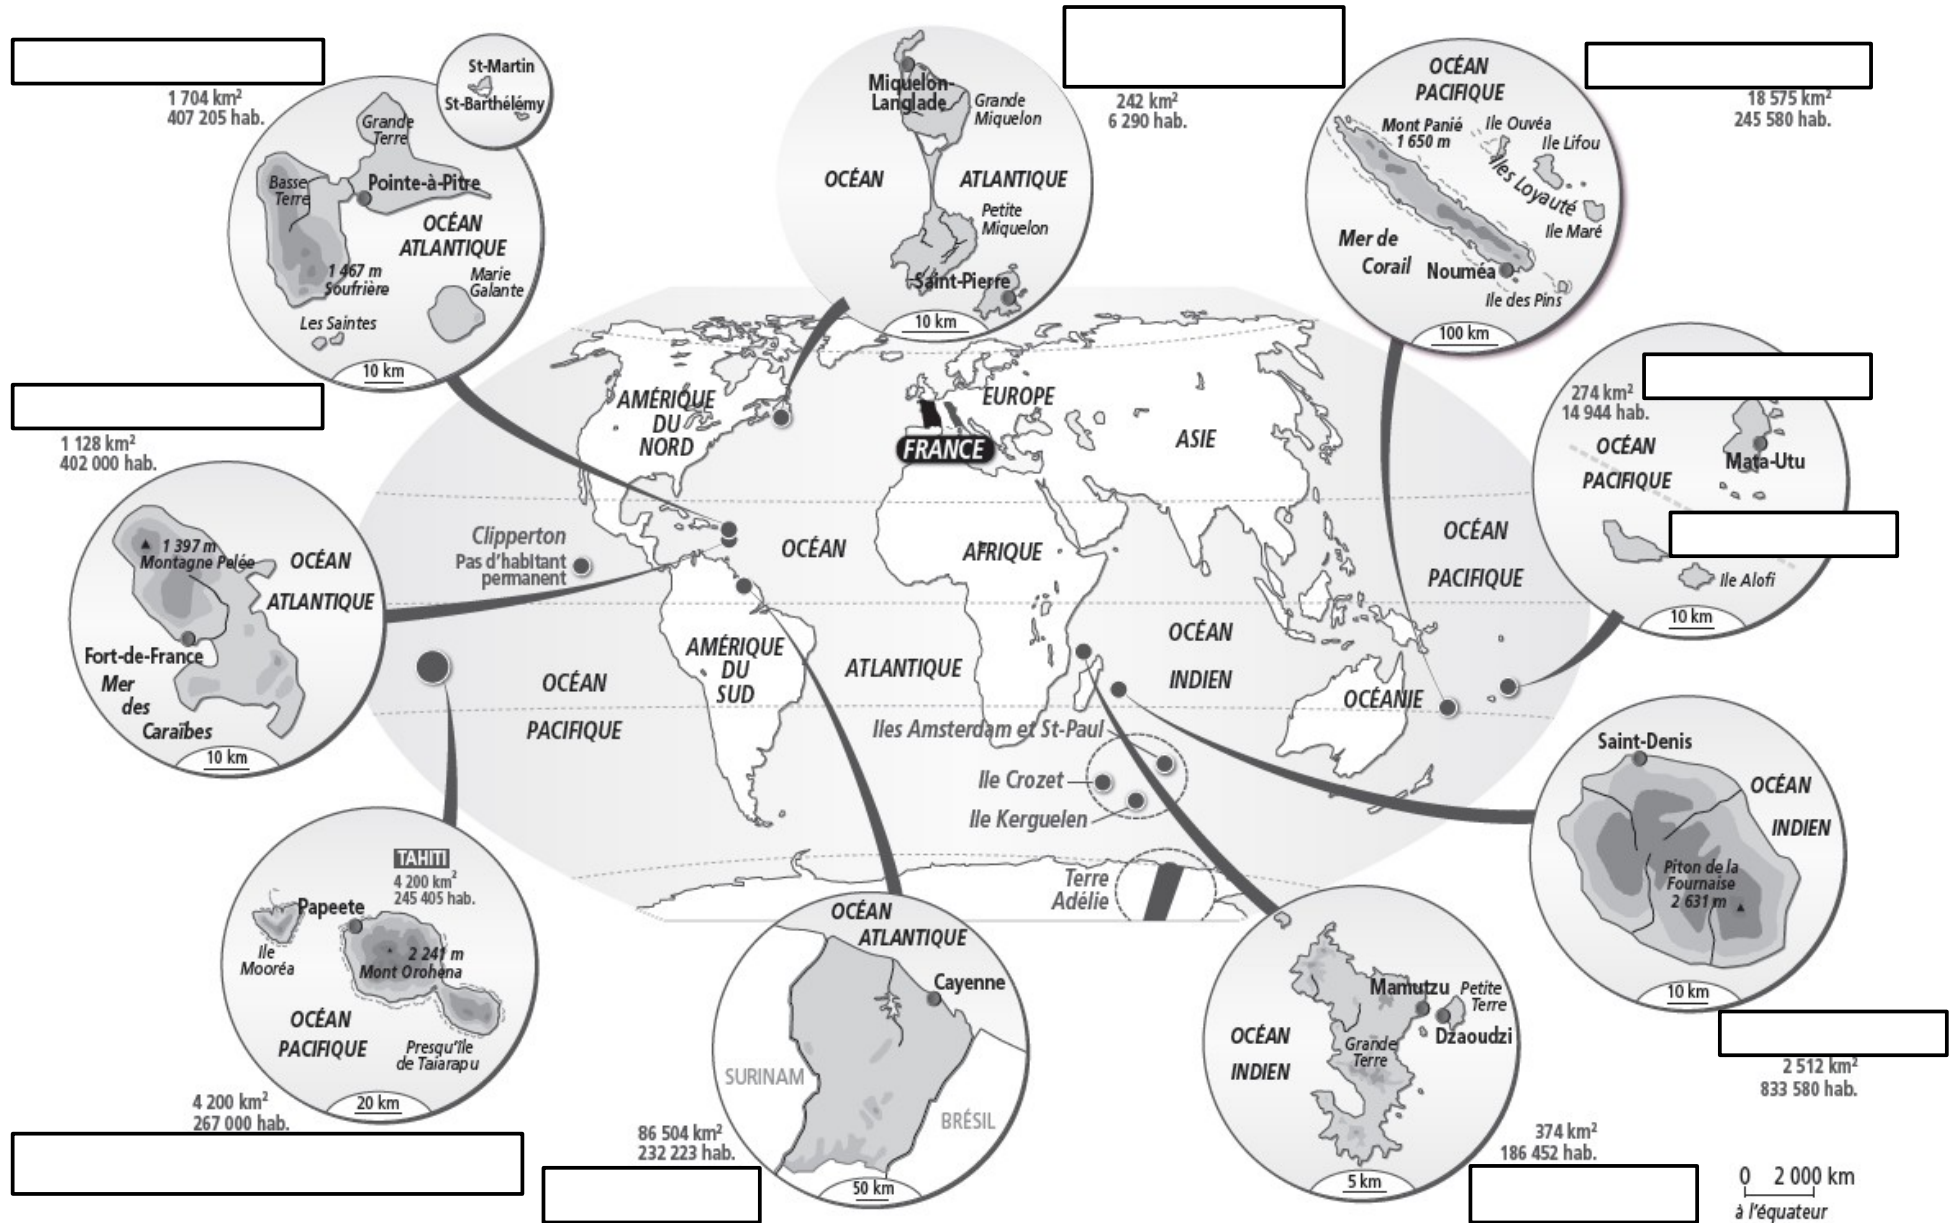 St-Martin
St-Barthélémy
1 704 km²
407 205 hab.
Grande
Terre
Basse
Terre
Pointe-à-Pitre
OCÉAN
ATLANTIQUE
1 467 m
Soufrière
Marie
Galante
Les Saintes
10 km
Miquelon-
Langlade
Grande
Miquelon
OCÉAN
ATLANTIQUE
Petite
Miquelon
Saint-Pierre
10 km
242 km²
6 290 hab.
OCÉAN
PACIFIQUE
Mont Panié
1 650 m
Ile Ouvéa
Ile Lifou
Iles Loyauté
Ile Maré
Mer de
Corail
Nouméa
Ile des Pins
100 km
18 575 km²
245 580 hab.
274 km²
14 944 hab.
OCÉAN
PACIFIQUE
Mata-Utu
Ile Alofi
10 km
1 128 km²
402 000 hab.
1 397 m
Montagne Pelée
OCÉAN
ATLANTIQUE
Fort-de-France
Mer
des
Caraïbes
10 km
AMÉRIQUE
DU
NORD
EUROPE
FRANCE
ASIE
Clipperton
Pas d'habitant
permanent
OCÉAN
AFRIQUE
OCÉAN
PACIFIQUE
AMÉRIQUE
DU
SUD
ATLANTIQUE
OCÉAN
INDIEN
OCÉANIE
OCÉAN
PACIFIQUE
Iles Amsterdam et St-Paul
Ile Crozet
Ile Kerguelen
Terre
Adélie
TAHITI
4 200 km²
245 405 hab.
Papeete
Ile
Mooréa
2 241 m
Mont Orohena
OCÉAN
PACIFIQUE
Presqu'île
de Taiarapu
20 km
4 200 km²
267 000 hab.
OCÉAN
ATLANTIQUE
Cayenne
SURINAM
BRÉSIL
50 km
86 504 km²
232 223 hab.
Mamutzu
Petite
Terre
Dzaoudzi
OCÉAN
INDIEN
Grande
Terre
5 km
374 km²
186 452 hab.
Saint-Denis
OCÉAN
INDIEN
Piton de la
Fournaise
2 631 m
10 km
2 512 km²
833 580 hab.
0 2 000 km
à l'équateur